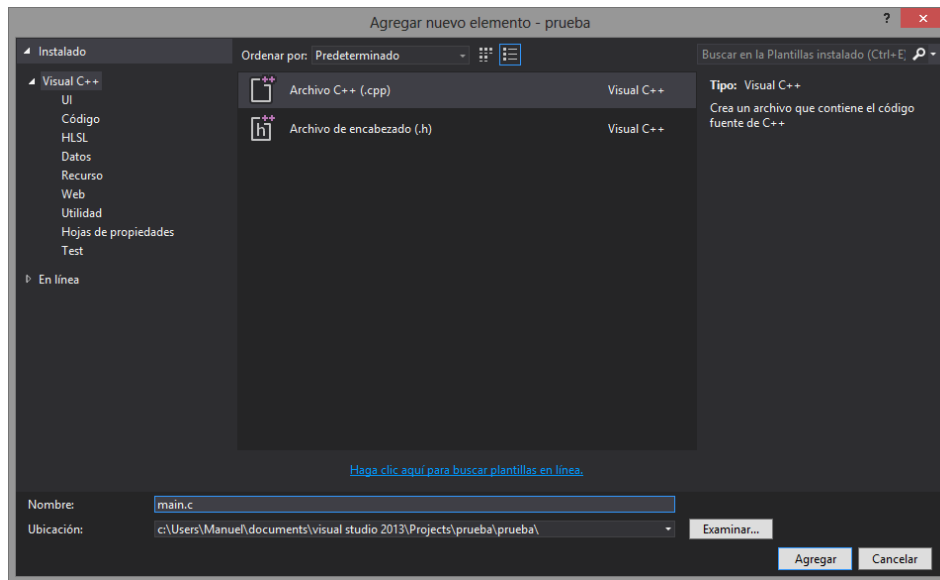 Agregar nuevo elemento - prueba
Instalado
Ordenar por: Predeterminado
Buscar en la Plantillas instalado (Ctrl+E)
Visual C++
UI
Código
HLSL
Datos
Recurso
Web
Utilidad
Hojas de propiedades
Test
En línea
Archivo C++ (.cpp) Visual C++
Archivo de encabezado (.h) Visual C++
Tipo: Visual C++
Crea un archivo que contiene el código
fuente de C++
Haga clic aquí para buscar plantillas en línea.
Nombre: main.c
Ubicación: c:\Users\Manuel\documents\visual studio 2013\Projects\prueba\prueba\
Examinar...
Agregar Cancelar